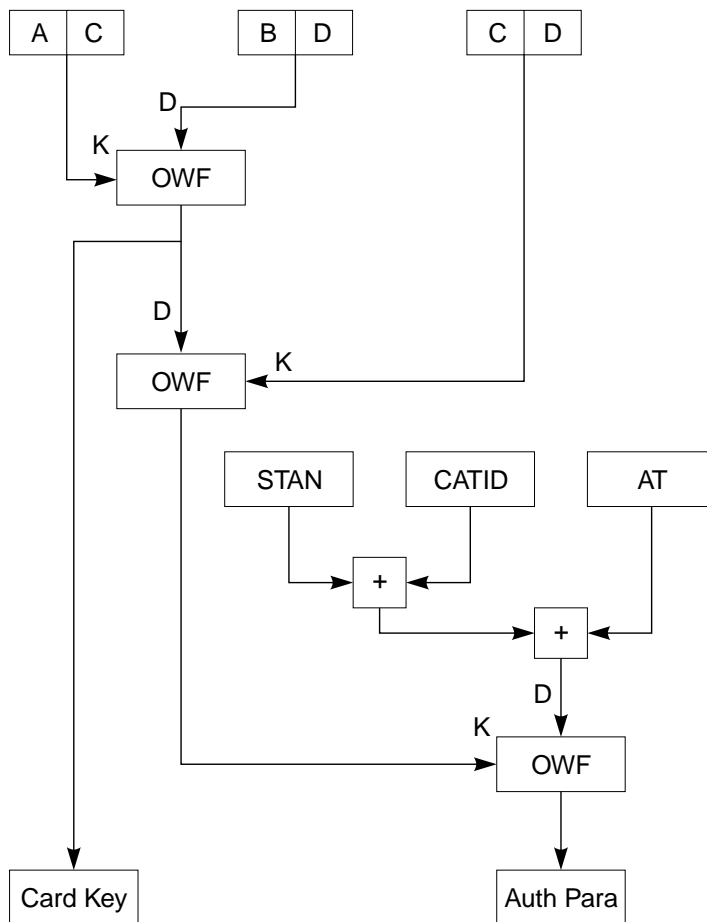 A C B D C D
D
K
OWF
D
K
OWF
STAN CATID AT
+
+
D
K
OWF
Card Key Auth Para